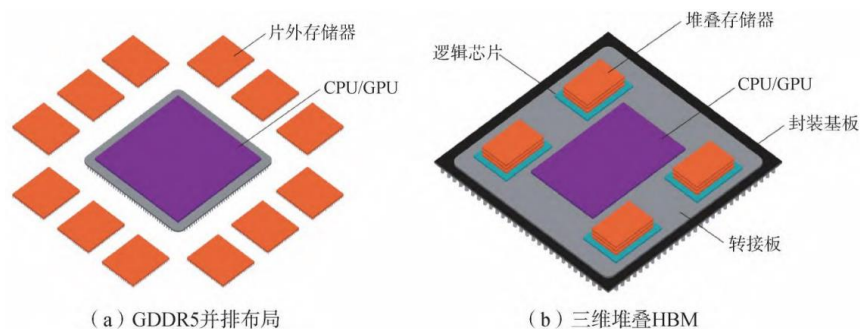 片外存储器
CPU/GPU
（a）GDDR5并排布局
堆叠存储器
逻辑芯片
CPU/GPU
封装基板
转接板
（b）三维堆叠HBM